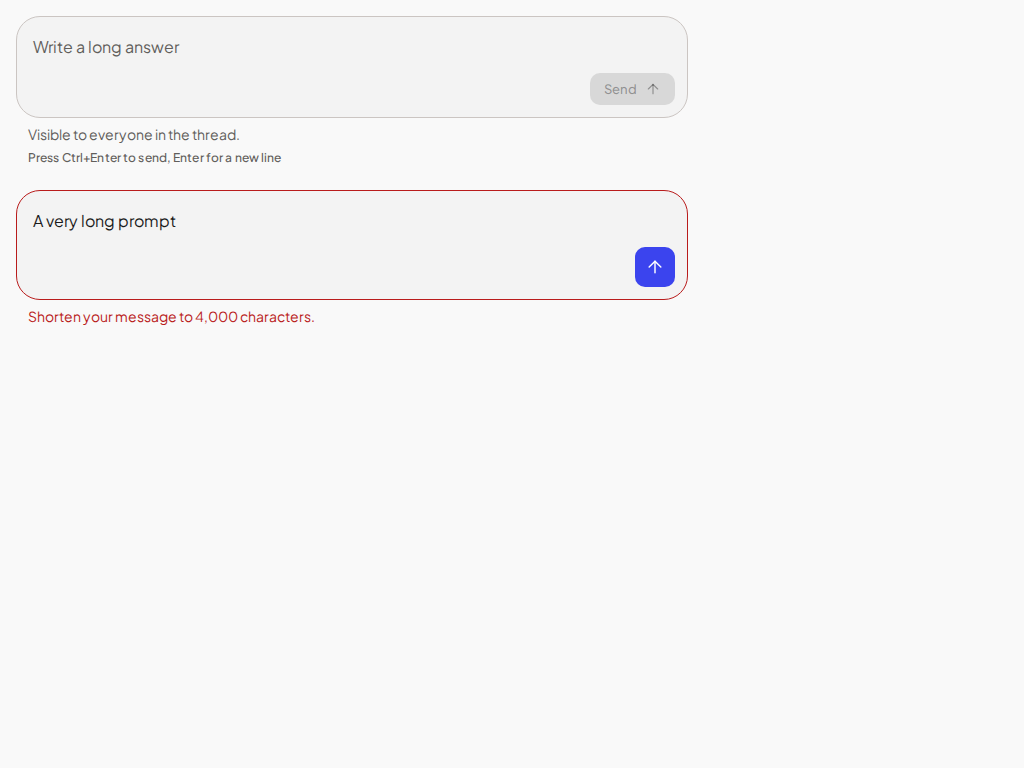 Write a long answer
Send
Visible to everyone in the thread.
Press Ctrl+Enter to send, Enter for a new line
A very long prompt
Shorten your message to 4,000 characters.